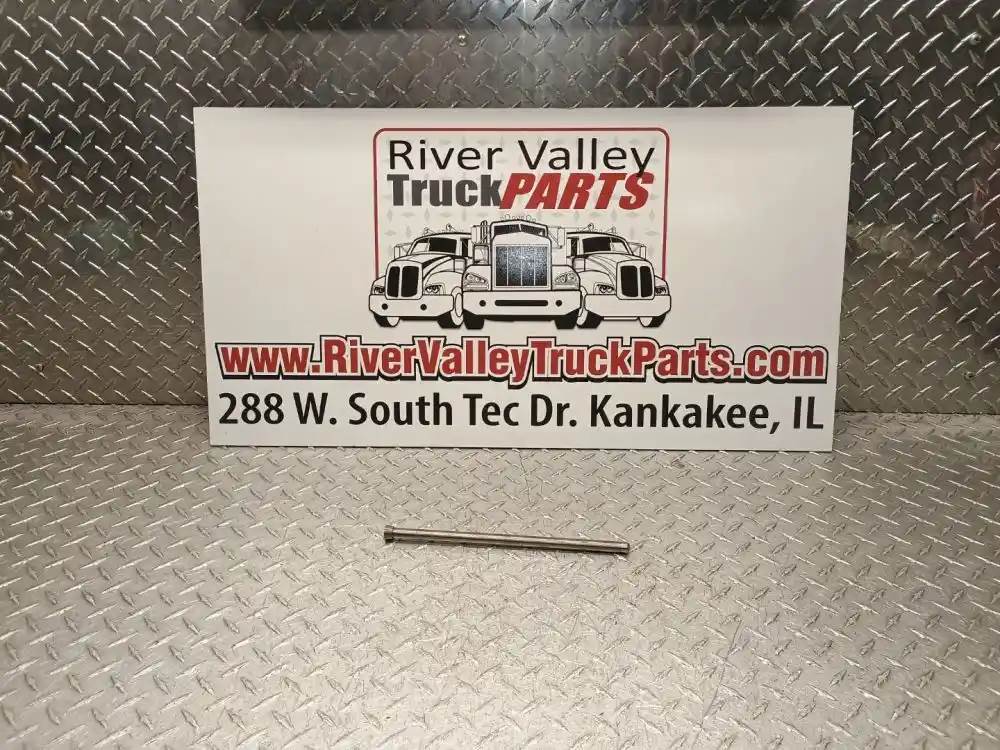 River Valley
TruckPARTS
www.RiverValleyTruckParts.com
288 W. South Tec Dr. Kankakee, IL